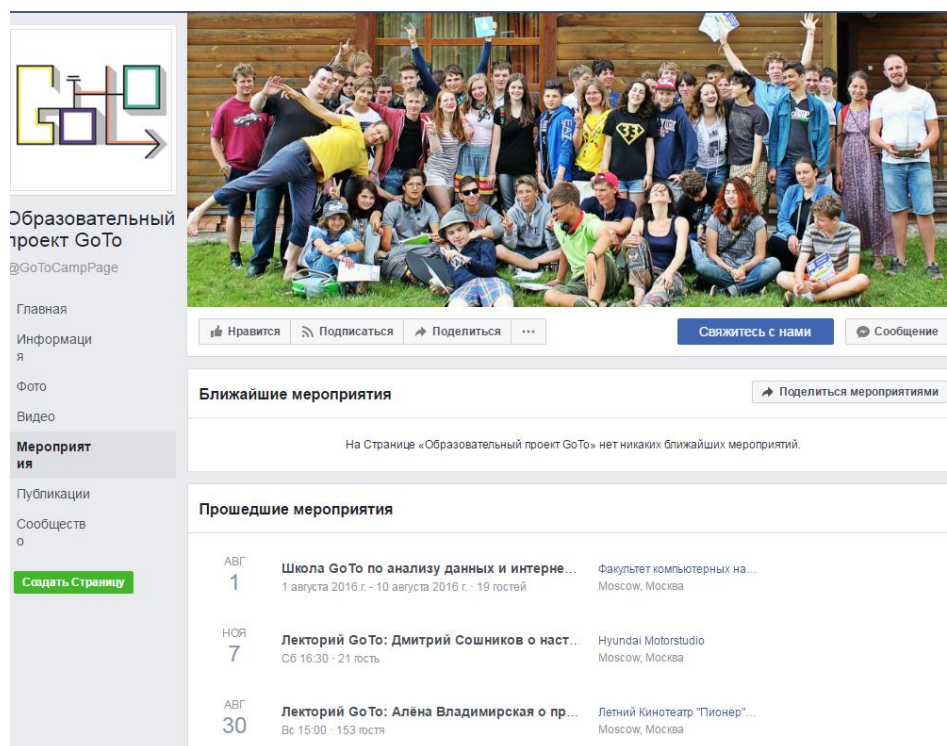 GoTo
Образовательный
проект GoTo
@GoToCampPage
Главная
Информаци
я
Фото
Видео
Мероприят
ия
Публикации
Сообществ
о
Создать Страницу
Нравится
Подписаться
Поделиться
...
Свяжитесь с нами
Сообщение
Ближайшие мероприятия
Поделиться мероприятиями
На Странице «Образовательный проект GoTo» нет никаких ближайших мероприятий.
Прошедшие мероприятия
АВГ
1
Школа GoTo по анализу данных и интерне...
1 августа 2016 г. - 10 августа 2016 г. · 19 гостей
Факультет компьютерных на...
Moscow, Москва
НОЯ
7
Лекторий GoTo: Дмитрий Сошников о наст...
Сб 16:30 · 21 гость
Hyundai Motorstudio
Moscow, Москва
АВГ
30
Лекторий GoTo: Алёна Владимирская о пр...
Вс 15:00 · 153 гостя
Летний Кинотеатр "Пионер"...
Moscow, Москва